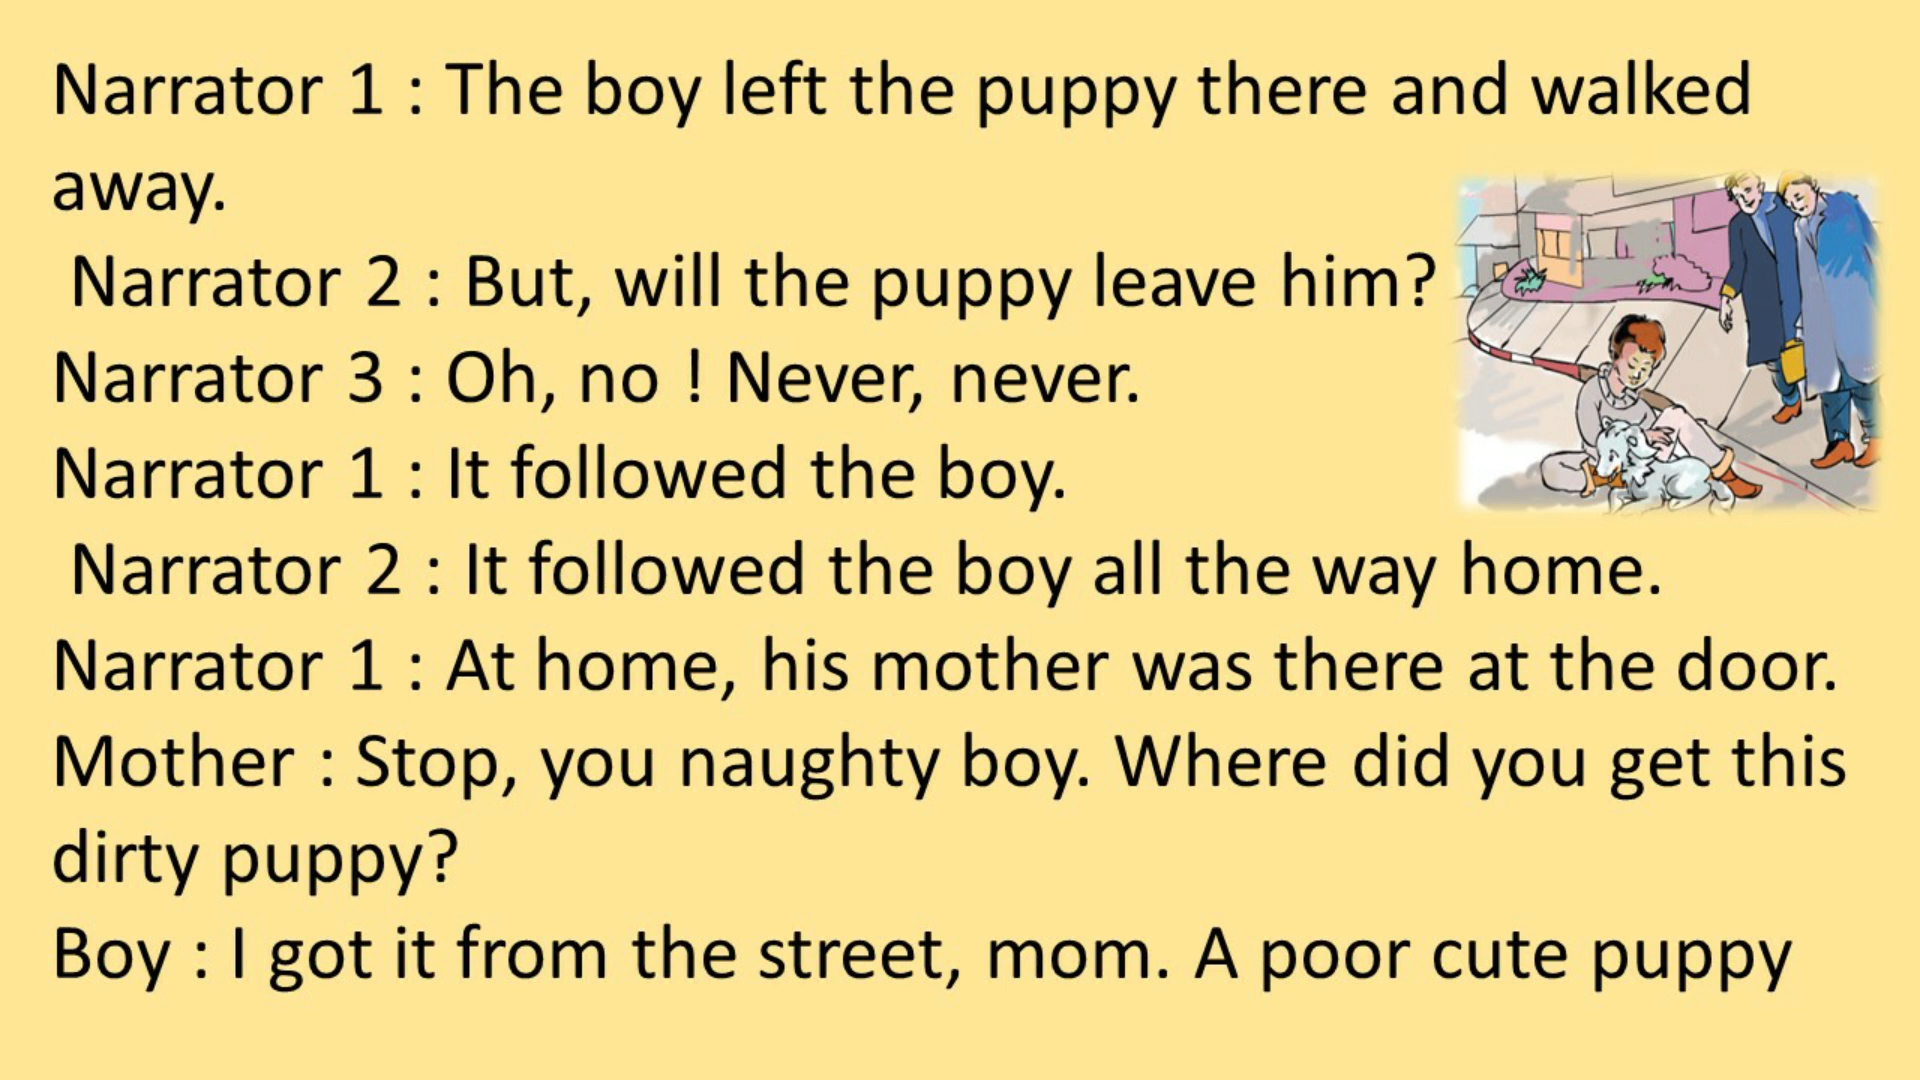 Narrator 1 : The boy left the puppy there and walked
away.
Narrator 2 : But, will the puppy leave him?
Narrator 3 : Oh, no ! Never, never.
Narrator 1 : It followed the boy.
Narrator 2 : It followed the boy all the way home.
Narrator 1 : At home, his mother was there at the door.
Mother : Stop, you naughty boy. Where did you get this
dirty puppy?
Boy : I got it from the street, mom. A poor cute puppy